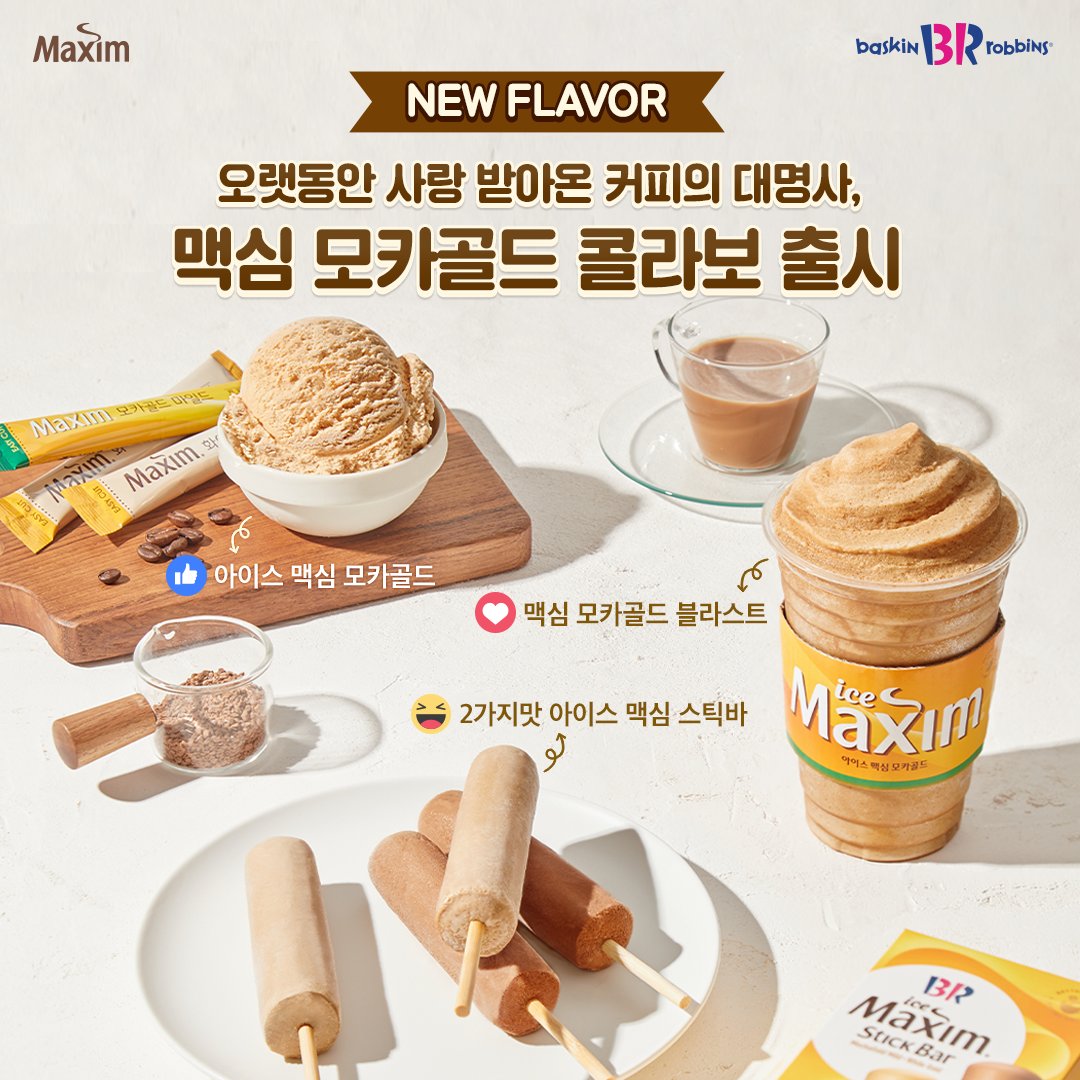 Maxim
baskin BR robbins
NEW FLAVOR
오랫동안 사랑 받아온 커피의 대명사,
맥심 모카골드 콜라보 출시
Maxim 모카골드 마일드
EASY CUT
Maxim
EASY CUT
Maxim
EASY CUT
아이스 맥심 모카골드
맥심 모카골드 블라스트
ice Maxim
아이스 맥심 모카골드
2가지맛 아이스 맥심 스틱바
BR
ice
Maxim
Stick Bar